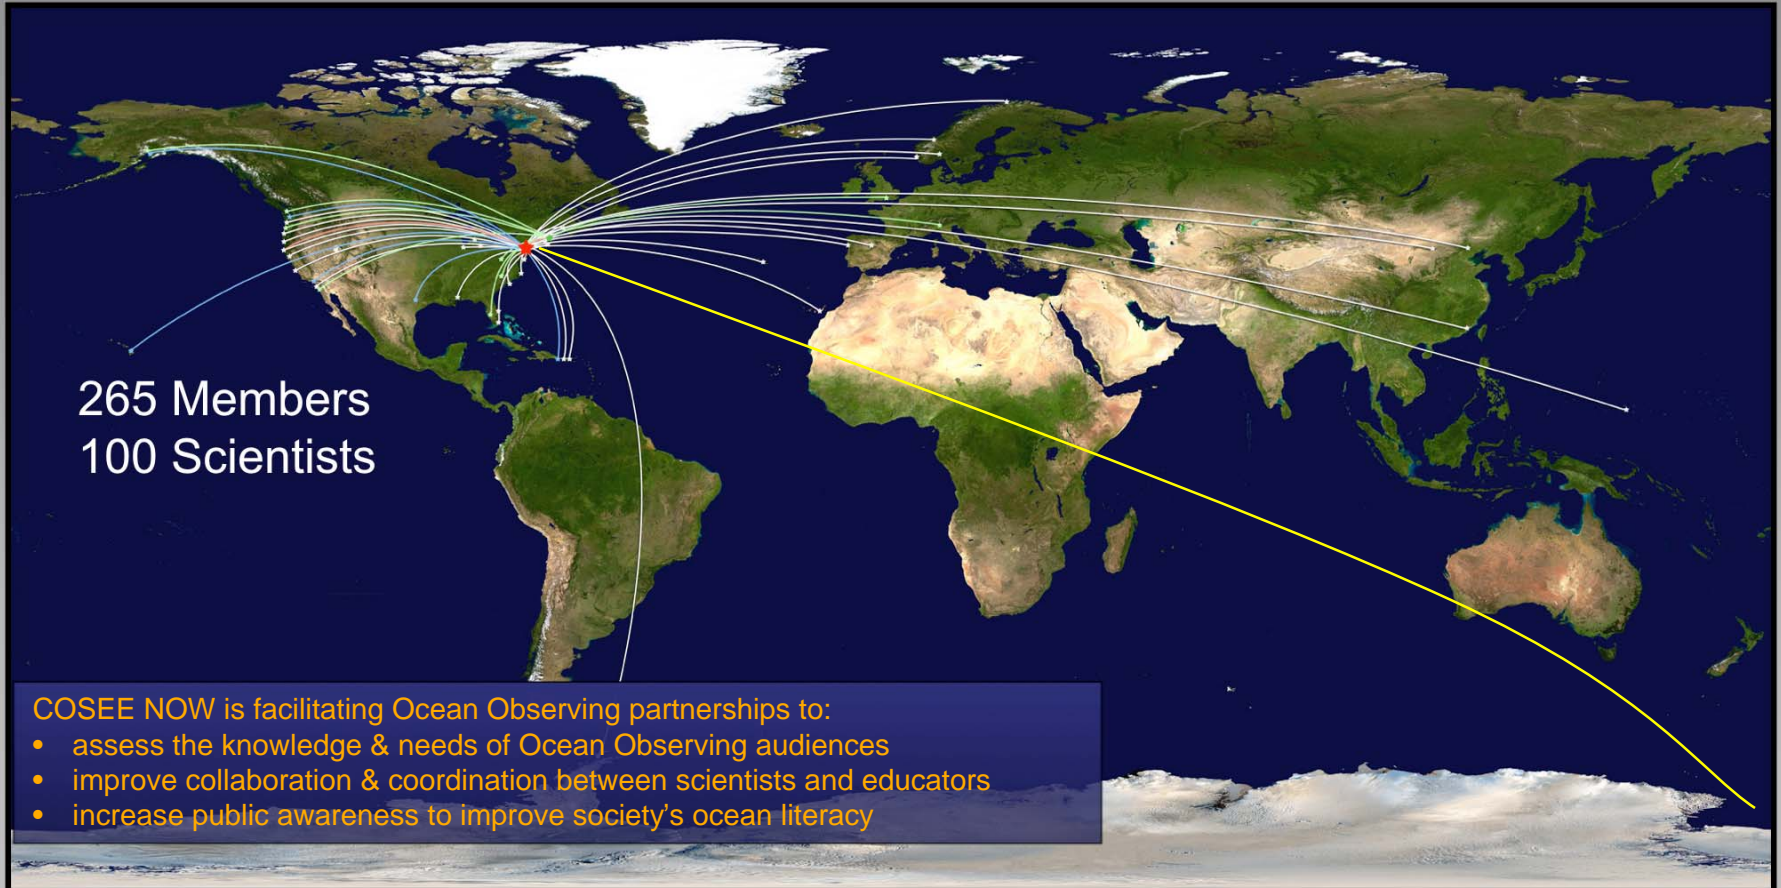 265 Members
100 Scientists
COSEE NOW is facilitating Ocean Observing partnerships to:
• assess the knowledge & needs of Ocean Observing audiences
• improve collaboration & coordination between scientists and educators
• increase public awareness to improve society’s ocean literacy